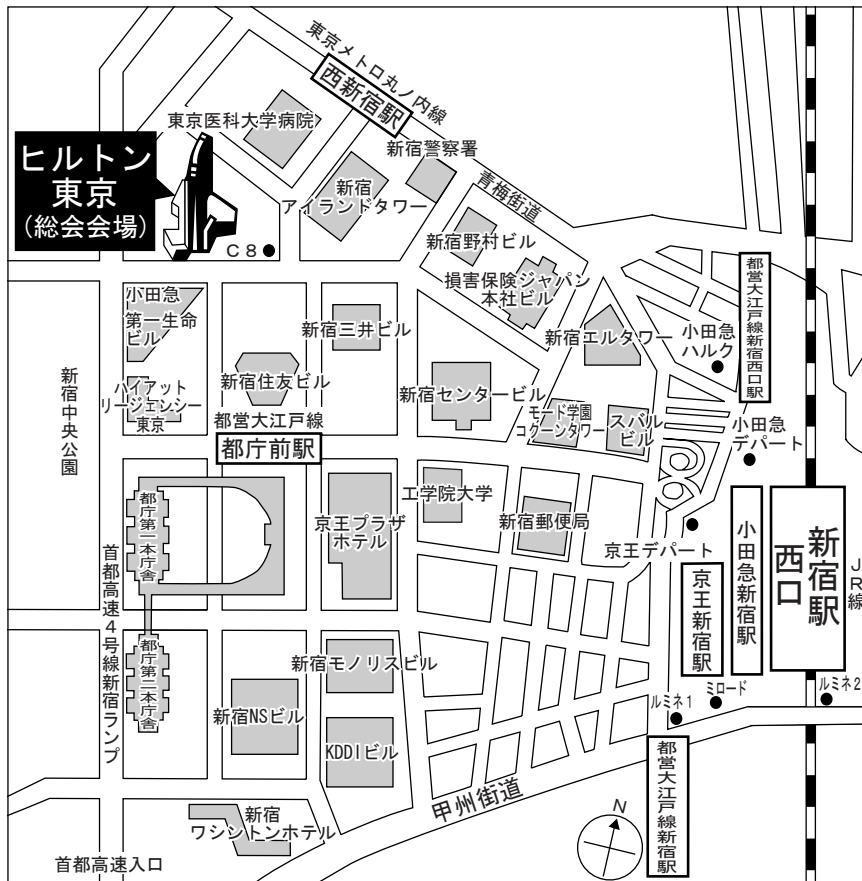 東京メトロ丸ノ内線
西新宿駅
東京医科大学病院
新宿警察署
ヒルトン
東京
(総会会場)
新宿
アイランドタワー
青梅街道
C8
新宿野村ビル
損害保険ジャパン
本社ビル
都営大江戸線新宿西口駅
小田急
第一生命
ビル
新宿三井ビル
新宿エルタワー
小田急
ハルク
新宿中央公園
ハイアット
リージェンシー
東京
新宿住友ビル
新宿センタービル
モード学園
コクーンタワー
スバル
ビル
小田急
デパート
都営大江戸線
都庁前駅
都庁第一本庁舎
京王プラザ
ホテル
工学院大学
新宿郵便局
京王デパート
小田急新宿駅
新宿駅
西口
JR線
首都高速4号線新宿ランプ
京王新宿駅
都庁第二本庁舎
新宿モノリスビル
新宿NSビル
KDDIビル
ルミネ1
ミロード
ルミネ2
甲州街道
都営大江戸線新宿駅
新宿
ワシントンホテル
N
首都高速入口